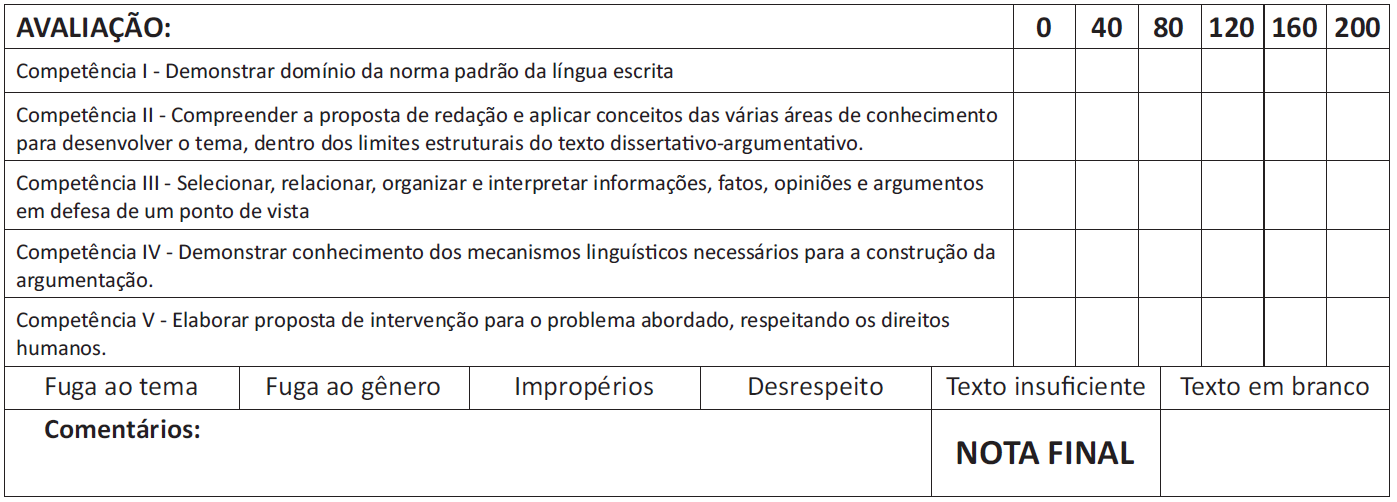 AVALIAÇÃO: 0 40 80 120 160 200
Competência I - Demonstrar domínio da norma padrão da língua escrita
Competência II - Compreender a proposta de redação e aplicar conceitos das várias áreas de conhecimento
para desenvolver o tema, dentro dos limites estruturais do texto dissertativo-argumentativo.
Competência III - Selecionar, relacionar, organizar e interpretar informações, fatos, opiniões e argumentos
em defesa de um ponto de vista
Competência IV - Demonstrar conhecimento dos mecanismos linguísticos necessários para a construção da
argumentação.
Competência V - Elaborar proposta de intervenção para o problema abordado, respeitando os direitos
humanos.
Fuga ao tema Fuga ao gênero Impropérios Desrespeito Texto insuficiente Texto em branco
Comentários:
NOTA FINAL